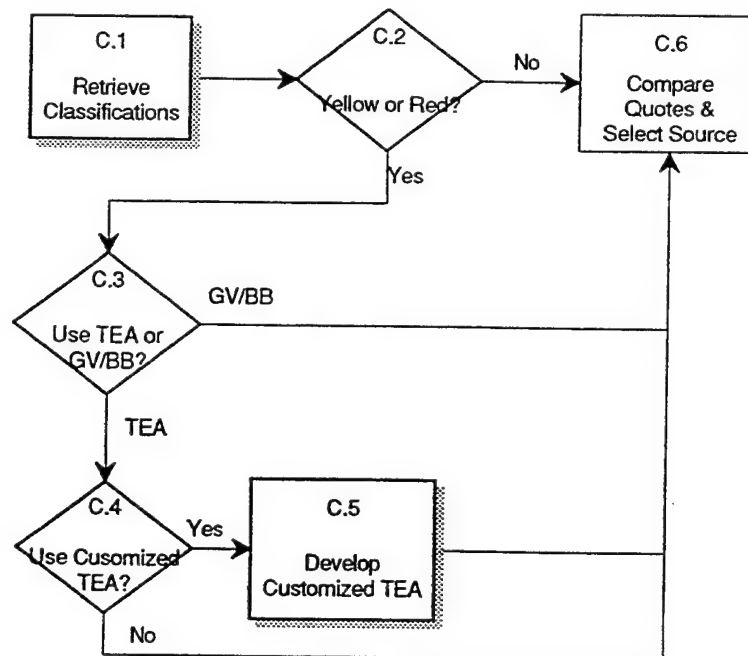 C.1
Retrieve
Classifications
C.2
Yellow or Red?
No
C.6
Compare
Quotes &
Select Source
Yes
C.3
Use TEA or
GV/BB?
GV/BB
TEA
C.4
Use Cusomized
TEA?
Yes
C.5
Develop
Customized TEA
No